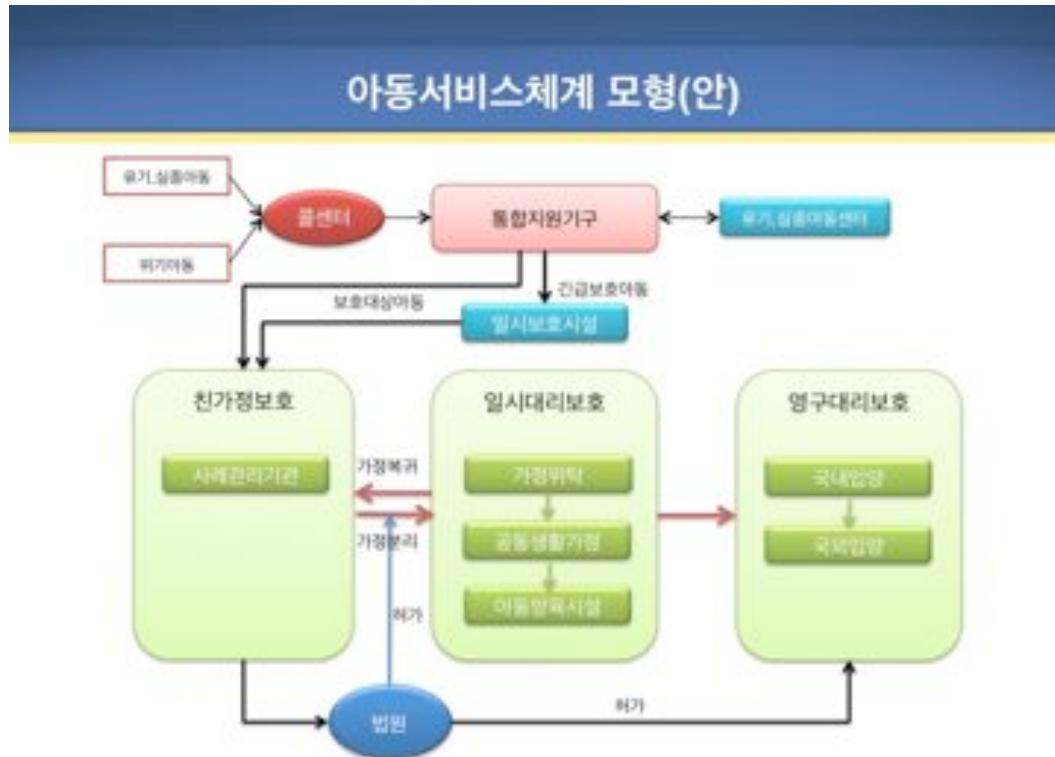 아동서비스체계 모형(안)
유기,실종아동
콜센터
통합지원기구
유기,실종아동센터
위기아동
보호대상아동
긴급보호아동
일시보호시설
친가정보호
일시대리보호
영구대리보호
사례관리기관
가정복귀
가정위탁
국내입양
가정분리
공동생활가정
국외입양
아동양육시설
허가
법원
허가